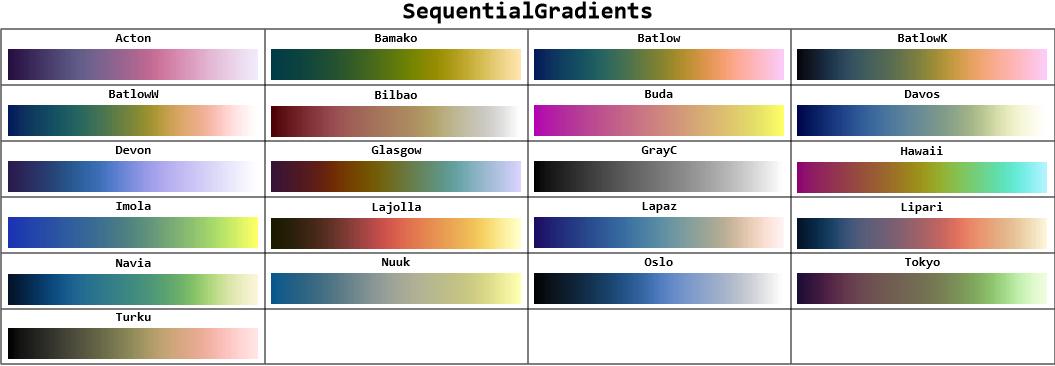 SequentialGradients
Acton Bamako Batlow BatlowK
BatlowW Bilbao Buda Davos
Devon Glasgow GrayC Hawaii
Imola Lajolla Lapaz Lipari
Navia Nuuk Oslo Tokyo
Turku